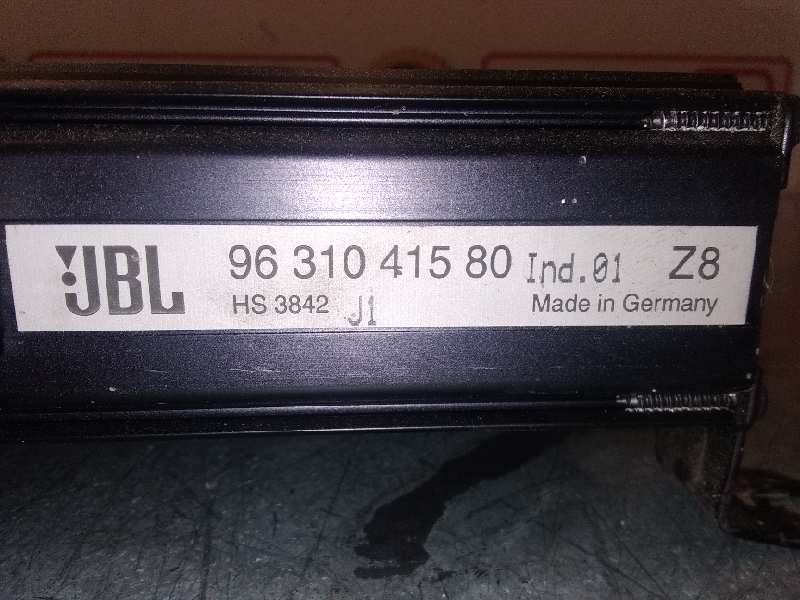 JBL 96 310 415 80 Ind.01 Z8
HS 3842 J1 Made in Germany